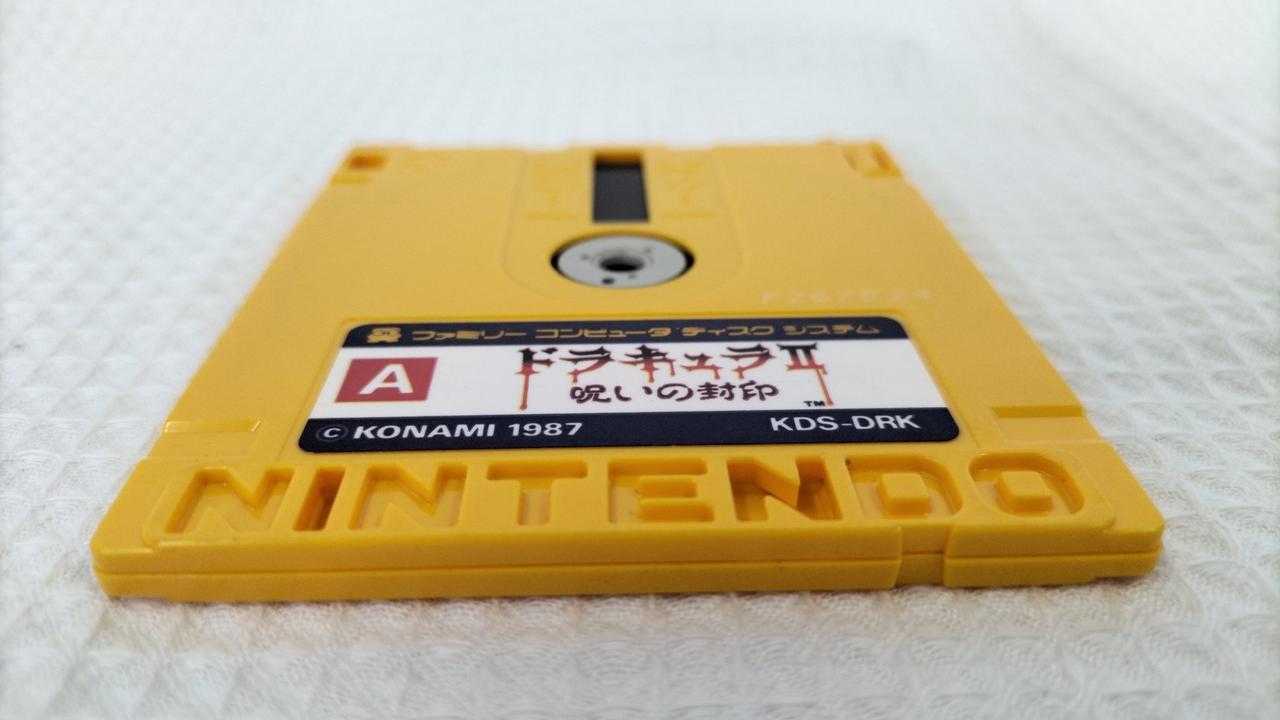 ファミリー コンピュータ ディスク システム
A
ドラキュラII
呪いの封印
TM
© KONAMI 1987
KDS-DRK
NINTENDO